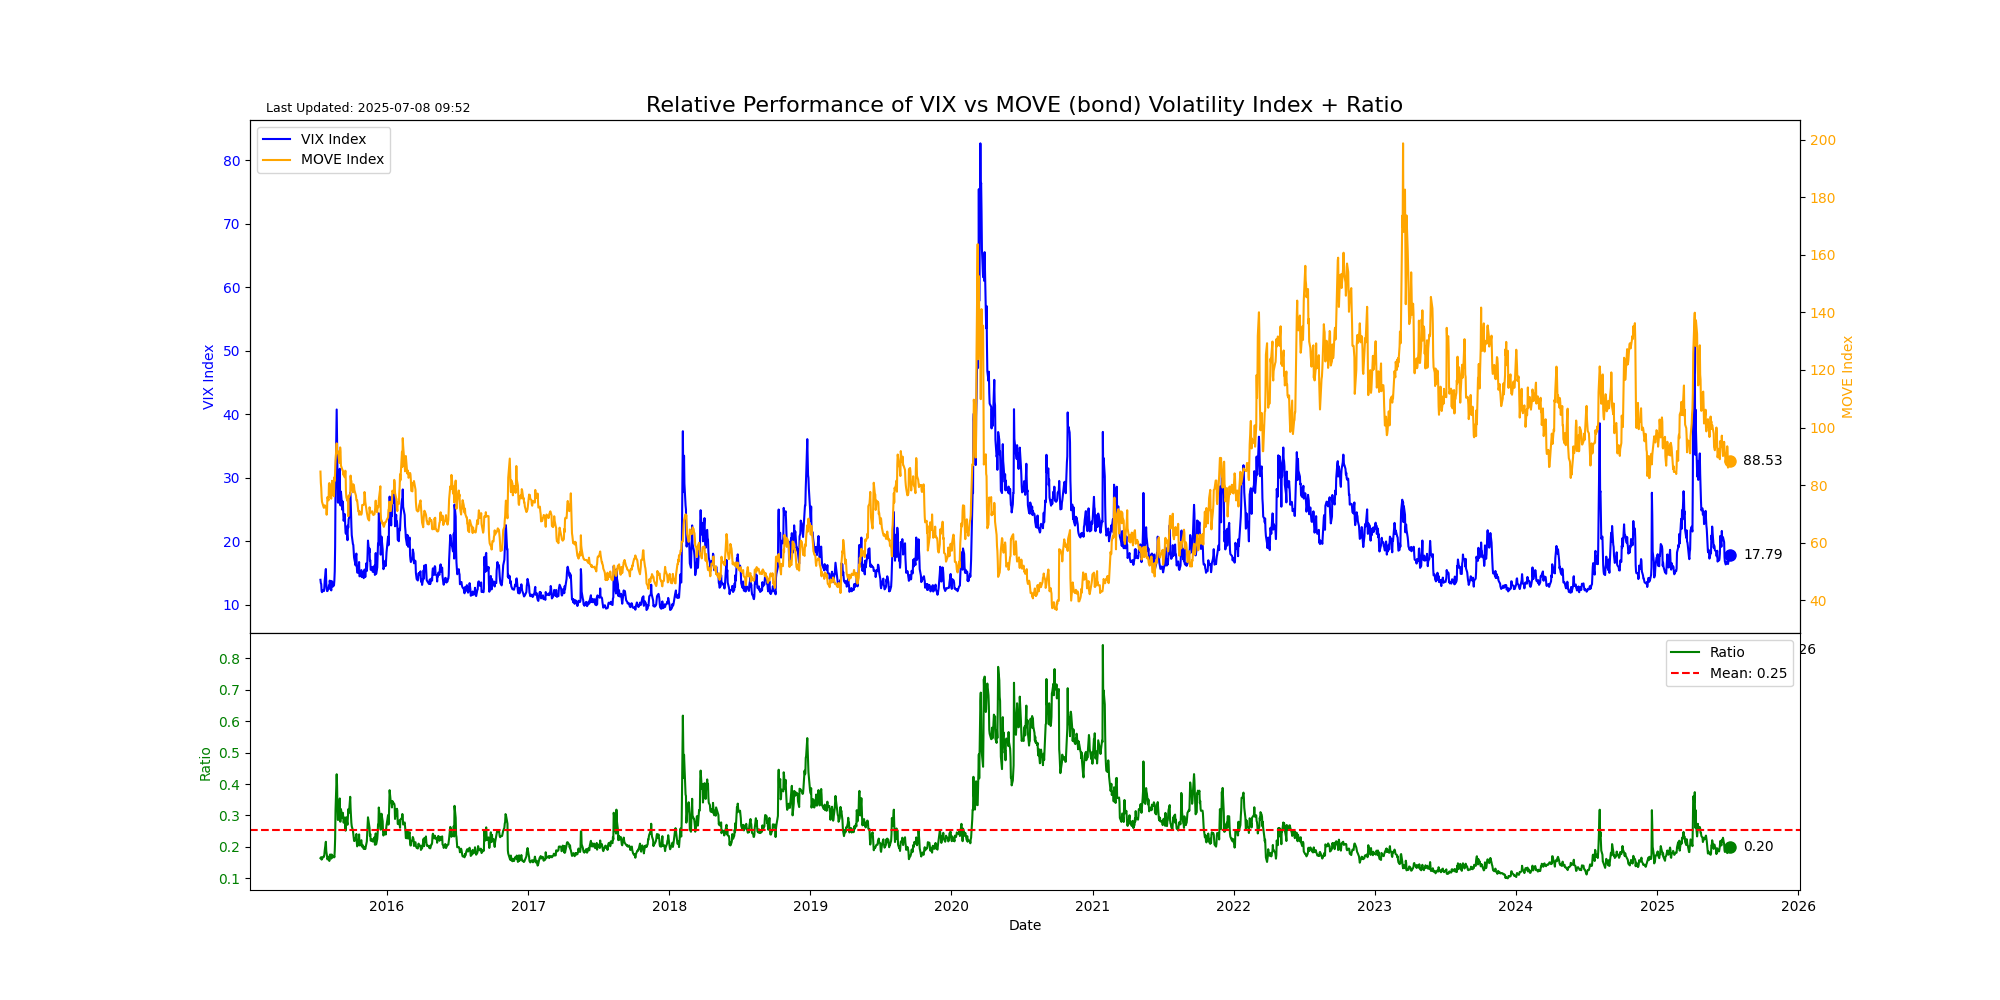 Last Updated: 2025-07-08 09:52
Relative Performance of VIX vs MOVE (bond) Volatility Index + Ratio
VIX Index
MOVE Index
80
70
60
50
40
30
20
10
VIX Index
200
180
160
140
120
100
80
60
40
MOVE Index
88.53
17.79
26
Ratio
Mean: 0.25
0.8
0.7
0.6
0.5
0.4
0.3
0.2
0.1
Ratio
0.20
2016 2017 2018 2019 2020 2021 2022 2023 2024 2025 2026
Date